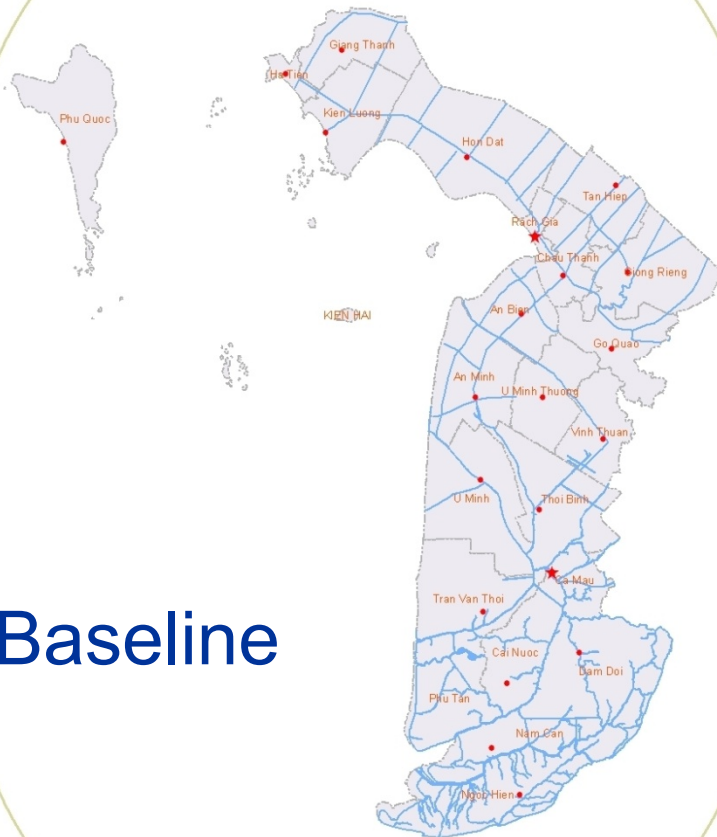 Giang Thanh
Ha Tien
Phu Quoc
Kien Luong
Hon Dat
Tan Hiep
Rach Gia
Chau Thanh
Giong Rieng
An Bien
KIEN HAI
Go Quao
An Minh
U Minh Thuong
Vinh Thuan
U Minh
Thoi Binh
Ca Mau
Tran Van Thoi
Baseline
Cai Nuoc
Dam Doi
Phu Tan
Nam Can
Ngoc Hien